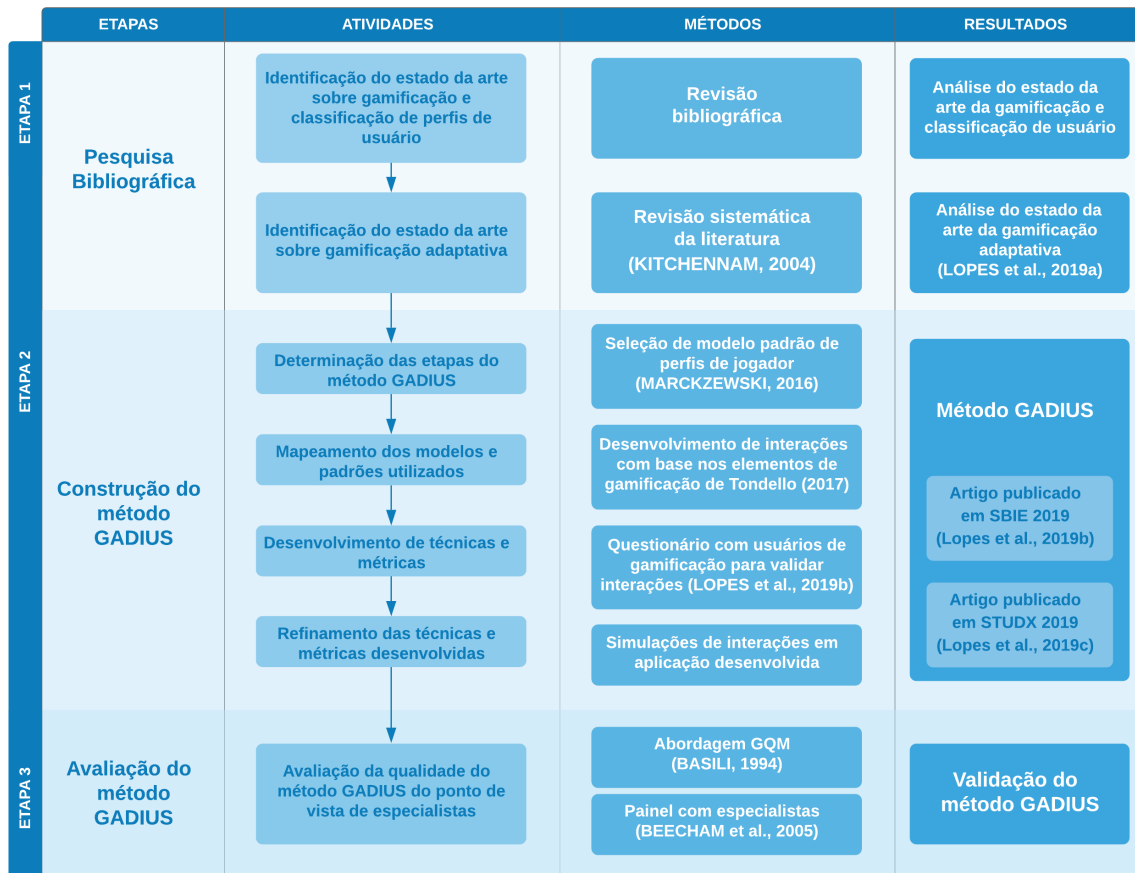 ETAPAS
ATIVIDADES
MÉTODOS
RESULTADOS
ETAPA 1
Pesquisa
Bibliográfica
Identificação do estado da arte
sobre gamificação e
classificação de perfis de
usuário
Revisão
bibliográfica
Análise do estado da
arte da gamificação e
classificação de usuário
Identificação do estado da arte
sobre gamificação adaptativa
Revisão sistemática
da literatura
(KITCHENNAM, 2004)
Análise do estado da
arte da gamificação
adaptativa
(LOPES et al., 2019a)
ETAPA 2
Construção do
método
GADIUS
Determinação das etapas do
método GADIUS
Mapeamento dos modelos e
padrões utilizados
Desenvolvimento de técnicas e
métricas
Refinamento das técnicas e
métricas desenvolvidas
Seleção de modelo padrão de
perfis de jogador
(MARCKZEWSKI, 2016)
Desenvolvimento de interações
com base nos elementos de
gamificação de Tondello (2017)
Questionário com usuários de
gamificação para validar
interações (LOPES et al., 2019b)
Simulações de interações em
aplicação desenvolvida
Método GADIUS
Artigo publicado
em SBIE 2019
(Lopes et al., 2019b)
Artigo publicado
em STUDX 2019
(Lopes et al., 2019c)
ETAPA 3
Avaliação do
método
GADIUS
Avaliação da qualidade do
método GADIUS do ponto de
vista de especialistas
Abordagem GQM
(BASILI, 1994)
Painel com especialistas
(BEECHAM et al., 2005)
Validação do
método GADIUS